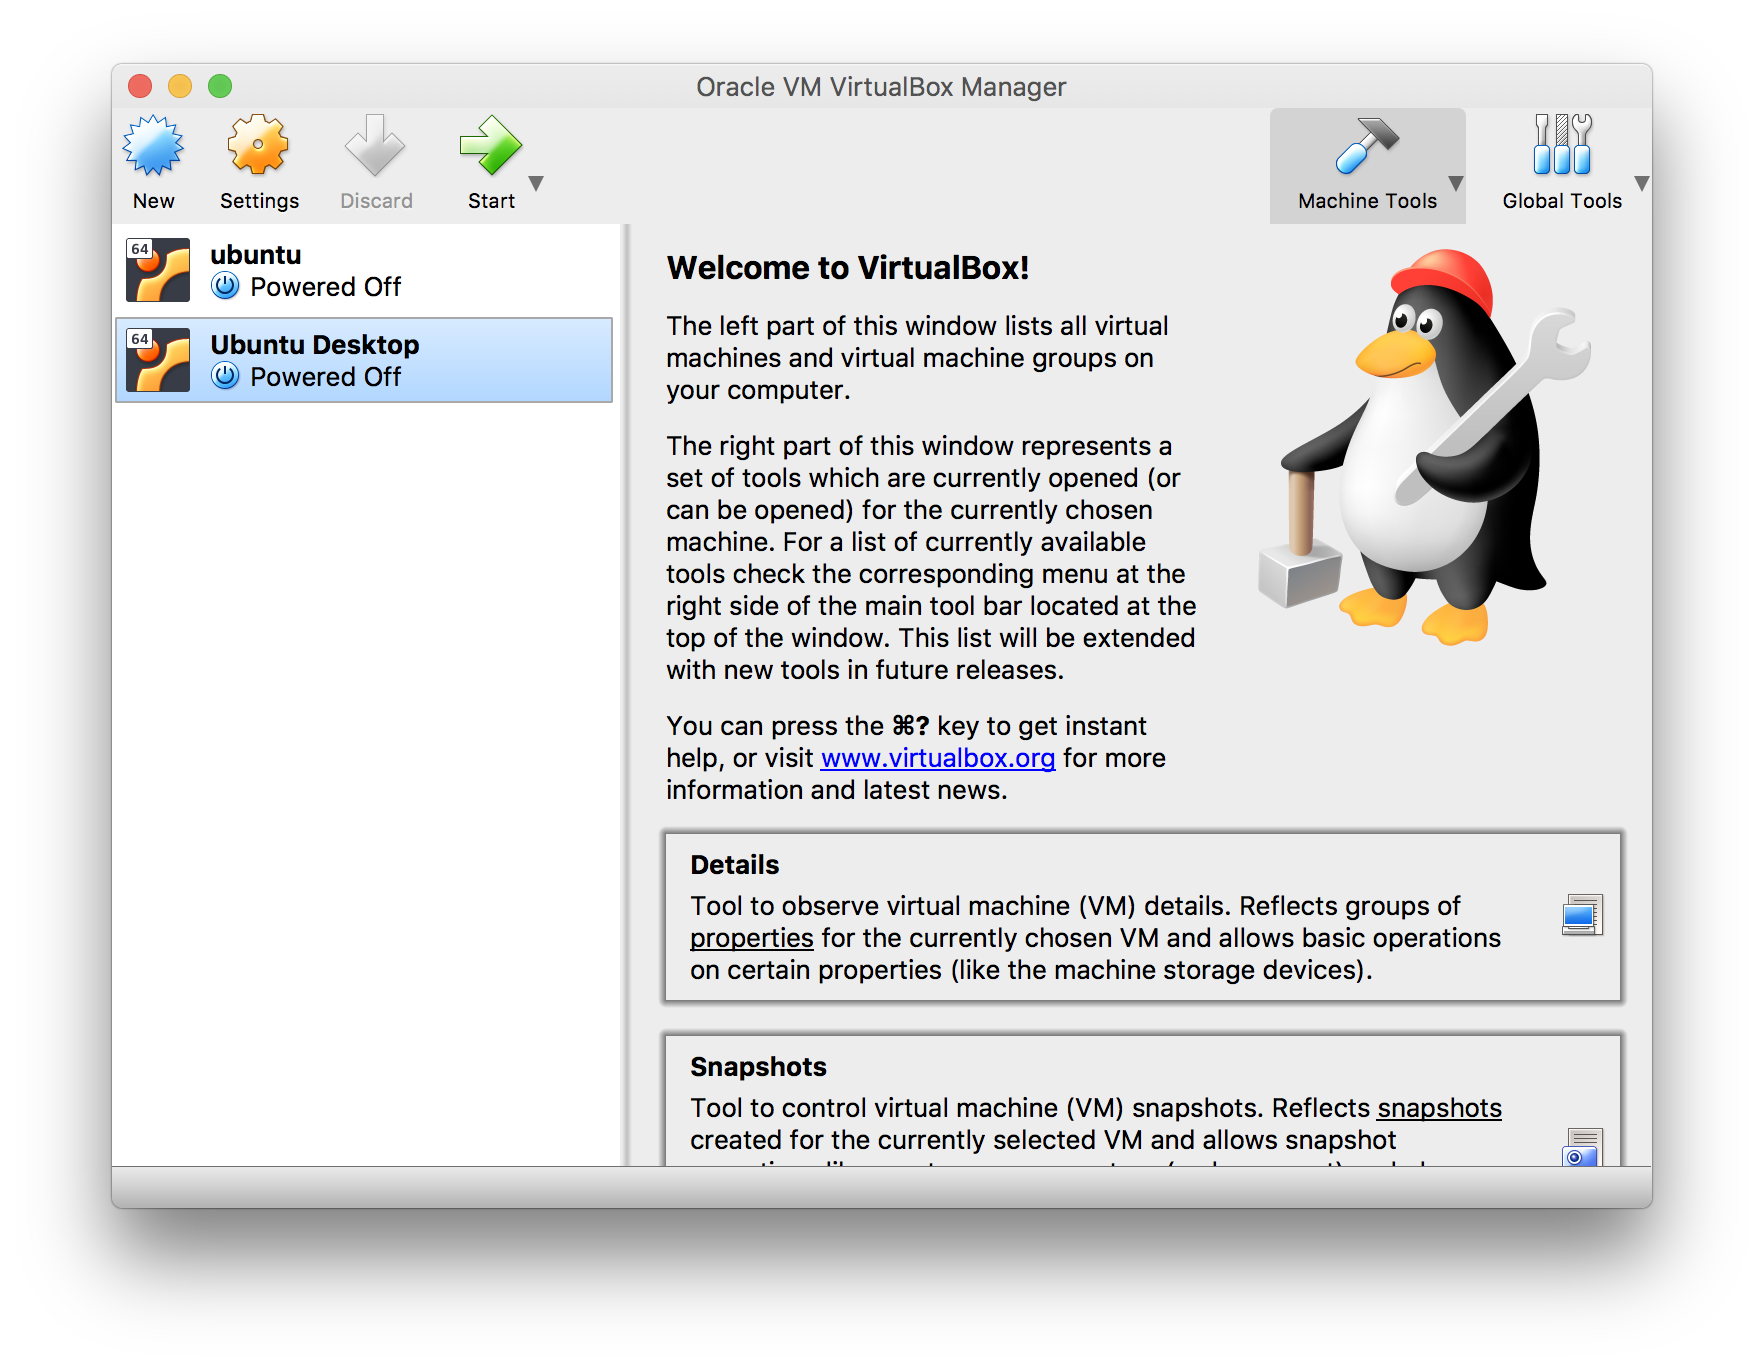 Oracle VM VirtualBox Manager
New
Settings
Discard
Start
Machine Tools
Global Tools
64
ubuntu
Powered Off
64
Ubuntu Desktop
Powered Off
Welcome to VirtualBox!
The left part of this window lists all virtual
machines and virtual machine groups on
your computer.
The right part of this window represents a
set of tools which are currently opened (or
can be opened) for the currently chosen
machine. For a list of currently available
tools check the corresponding menu at the
right side of the main tool bar located at the
top of the window. This list will be extended
with new tools in future releases.
You can press the ⌘? key to get instant
help, or visit www.virtualbox.org for more
information and latest news.
Details
Tool to observe virtual machine (VM) details. Reflects groups of
properties for the currently chosen VM and allows basic operations
on certain properties (like the machine storage devices).
Snapshots
Tool to control virtual machine (VM) snapshots. Reflects snapshots
created for the currently selected VM and allows snapshot